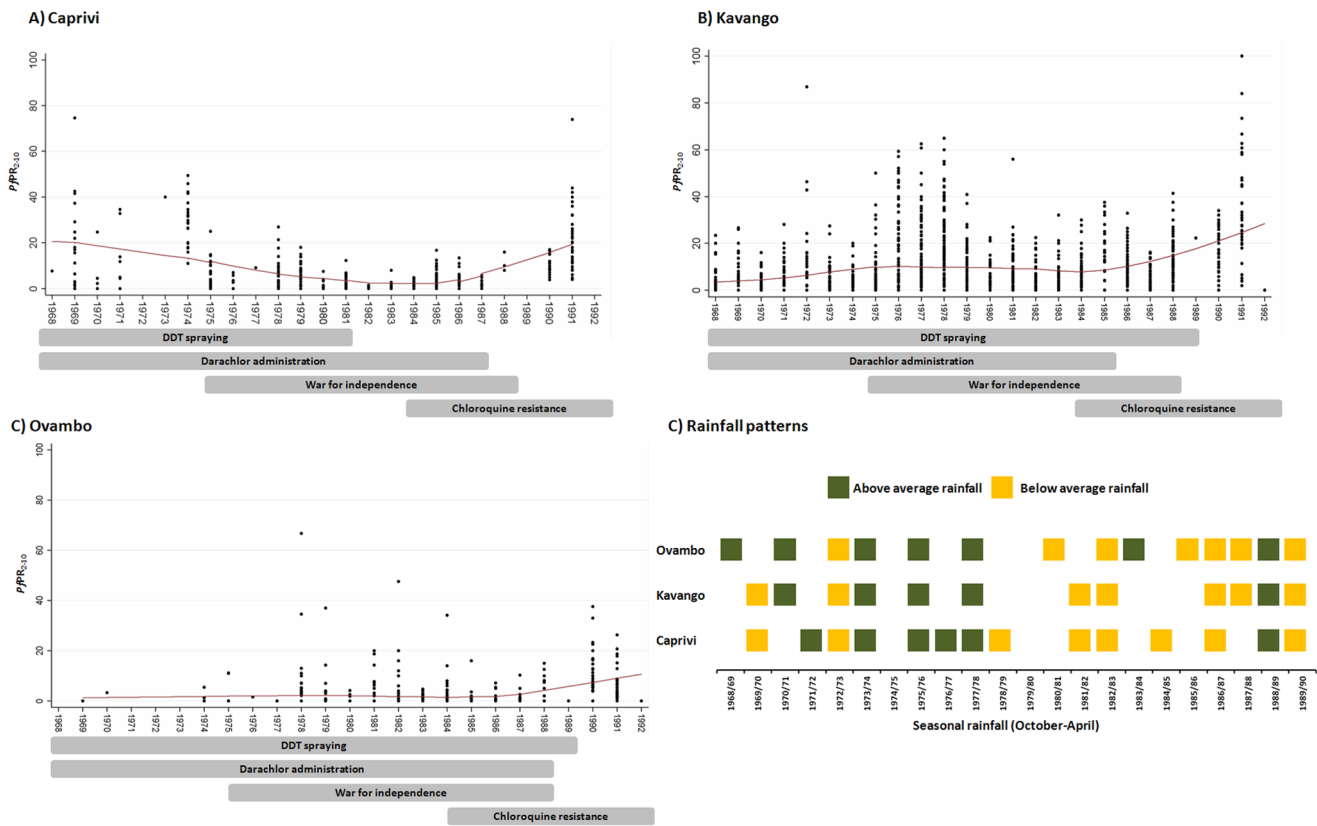 A) Caprivi
100
80
60
40
20
0
PfPR2-10
1968 1969 1970 1971 1972 1973 1974 1975 1976 1977 1978 1979 1980 1981 1982 1983 1984 1985 1986 1987 1988 1989 1990 1991 1992
DDT spraying
Darachlor administration
War for independence
Chloroquine resistance
B) Kavango
100
80
60
40
20
0
PfPR2-10
1968 1969 1970 1971 1972 1973 1974 1975 1976 1977 1978 1979 1980 1981 1982 1983 1984 1985 1986 1987 1988 1989 1990 1991 1992
DDT spraying
Darachlor administration
War for independence
Chloroquine resistance
C) Ovambo
100
80
60
40
20
0
PfPR2-10
1968 1969 1970 1971 1972 1973 1974 1975 1976 1977 1978 1979 1980 1981 1982 1983 1984 1985 1986 1987 1988 1989 1990 1991 1992
DDT spraying
Darachlor administration
War for independence
Chloroquine resistance
C) Rainfall patterns
Above average rainfall Below average rainfall
Ovambo
Kavango
Caprivi
1968/69 1969/70 1970/71 1971/72 1972/73 1973/74 1974/75 1975/76 1976/77 1977/78 1978/79 1979/80 1980/81 1981/82 1982/83 1983/84 1984/85 1985/86 1986/87 1987/88 1988/89 1989/90
Seasonal rainfall (October-April)